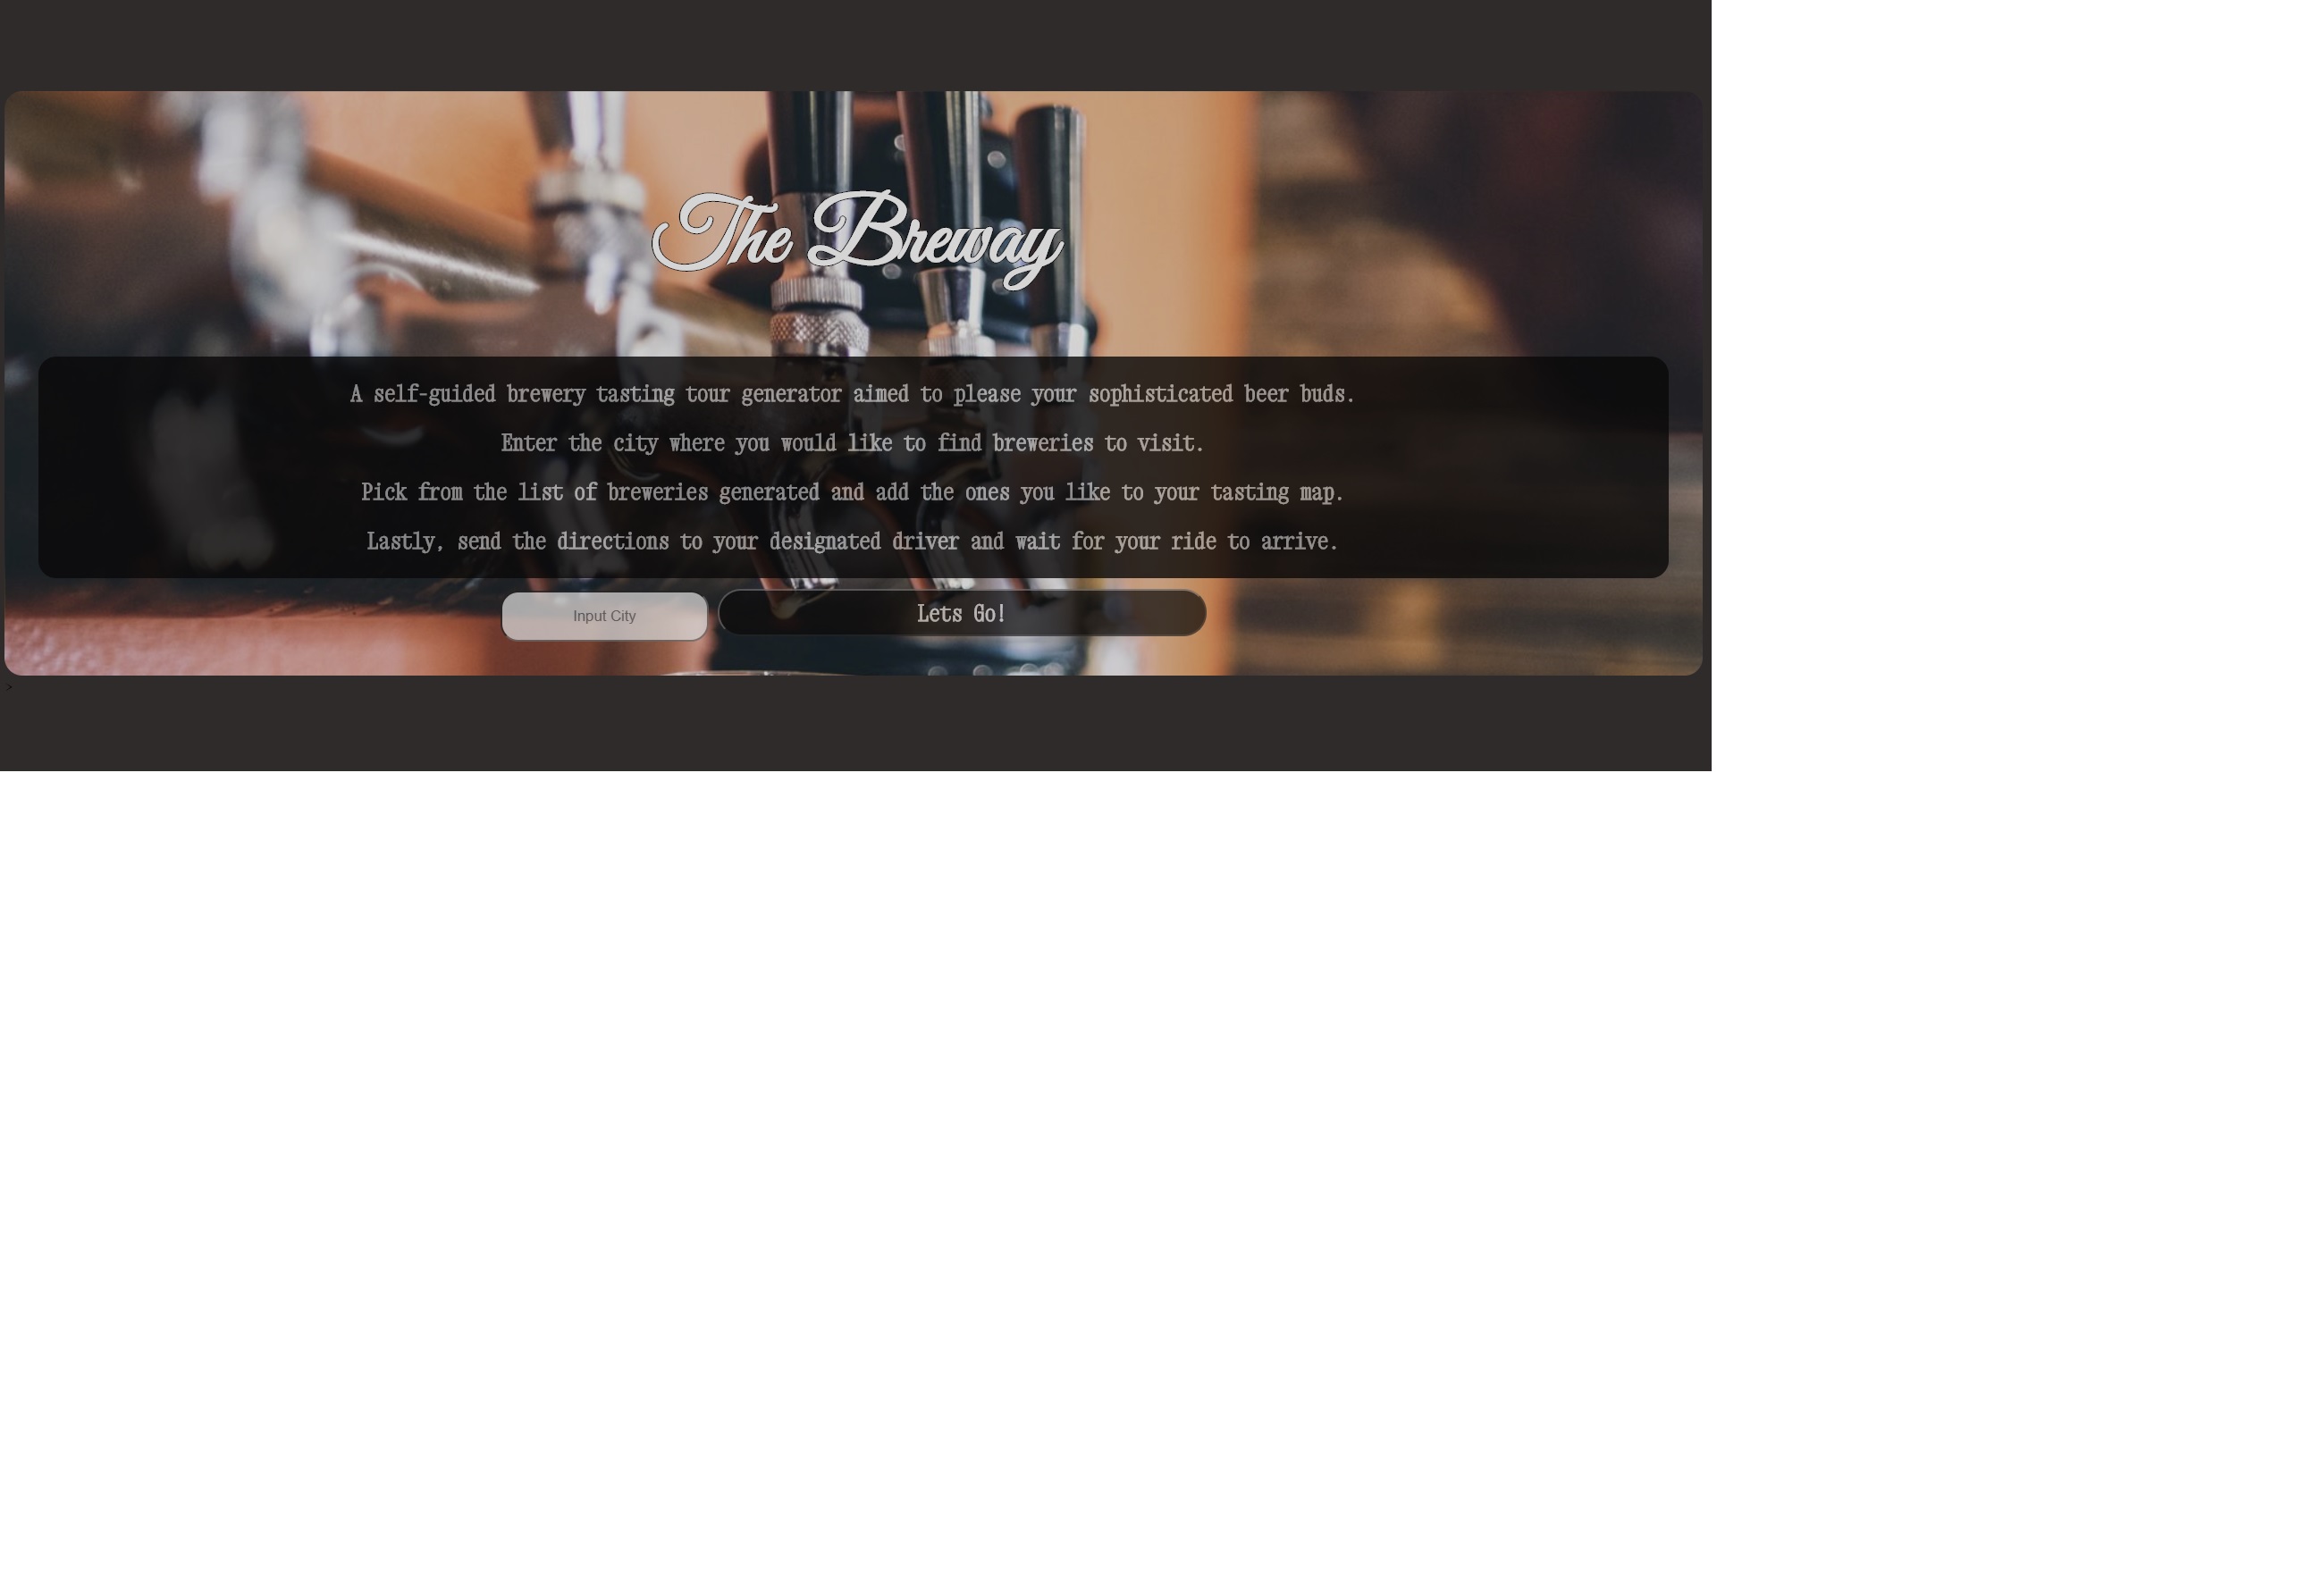 The Breway
A self-guided brewery tasting tour generator aimed to please your sophisticated beer buds.
Enter the city where you would like to find breweries to visit.
Pick from the list of breweries generated and add the ones you like to your tasting map.
Lastly, send the directions to your designated driver and wait for your ride to arrive.
Input City
Lets Go!
>